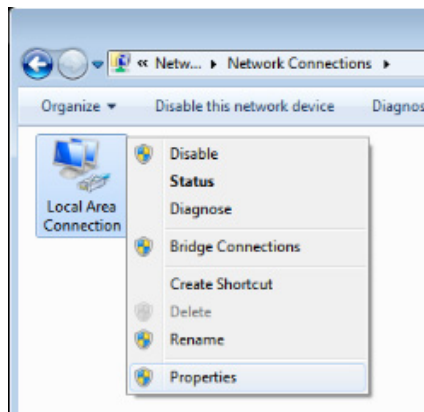 « Netw... ▸ Network Connections ▸
Organize ▾ Disable this network device Diagnos
Local Area
Connection
Disable
Status
Diagnose
Bridge Connections
Create Shortcut
Delete
Rename
Properties